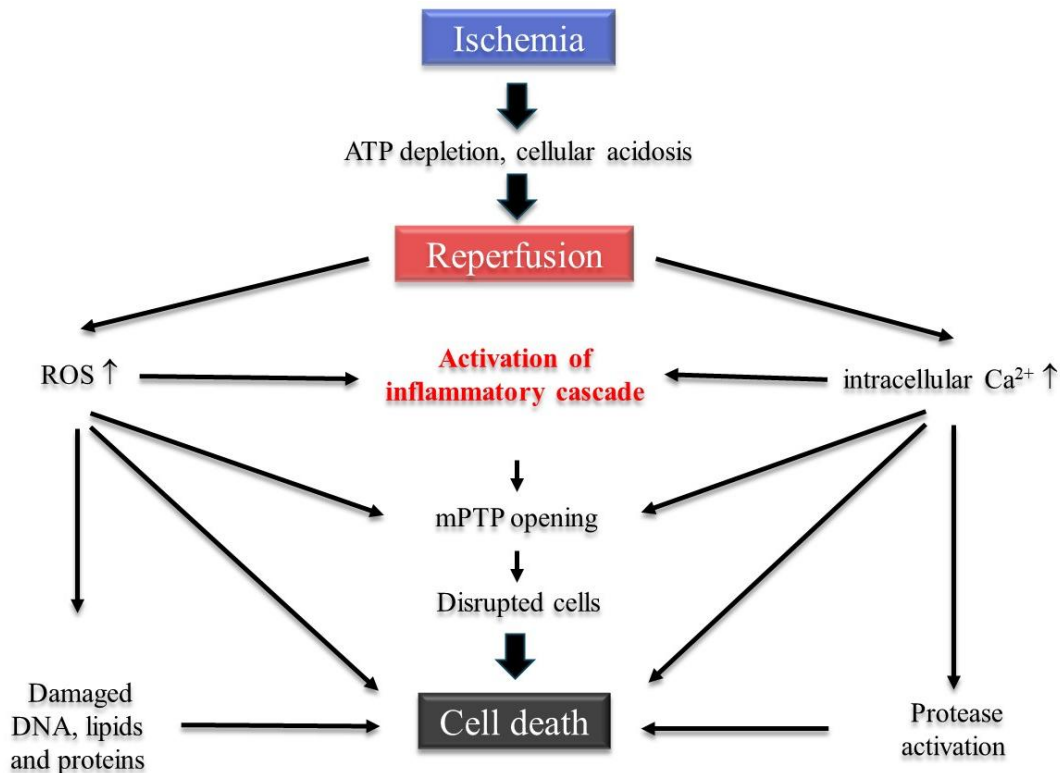 Ischemia
ATP depletion, cellular acidosis
Reperfusion
ROS ↑
Activation of
inflammatory cascade
intracellular Ca²⁺ ↑
mPTP opening
Disrupted cells
Damaged
DNA, lipids
and proteins
Cell death
Protease
activation